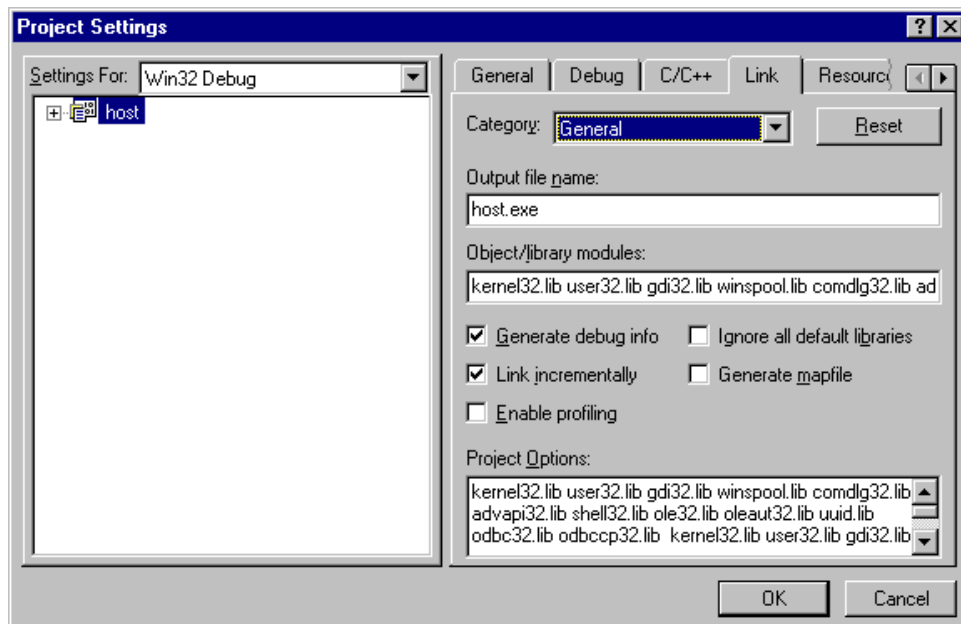 Project Settings
Settings For: Win32 Debug
host
General Debug C/C++ Link
Category: General Reset
Output file name:
host.exe
Object/library modules:
kernel32.lib user32.lib gdi32.lib winspool.lib comdlg32.lib ad
Generate debug info Ignore all default libraries
Link incrementally Generate mapfile
Enable profiling
Project Options:
kernel32.lib user32.lib gdi32.lib winspool.lib comdlg32.lib
advapi32.lib shell32.lib ole32.lib oleaut32.lib uuid.lib
odbc32.lib odbccp32.lib kernel32.lib user32.lib gdi32.lib
OK Cancel